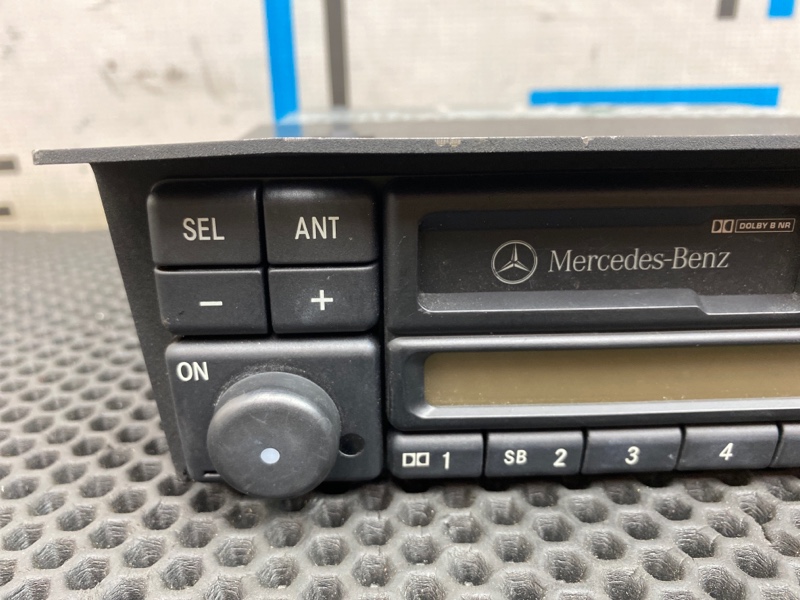 SEL ANT
DOLBY B NR
Mercedes-Benz
− +
ON
1 SB 2 3 4